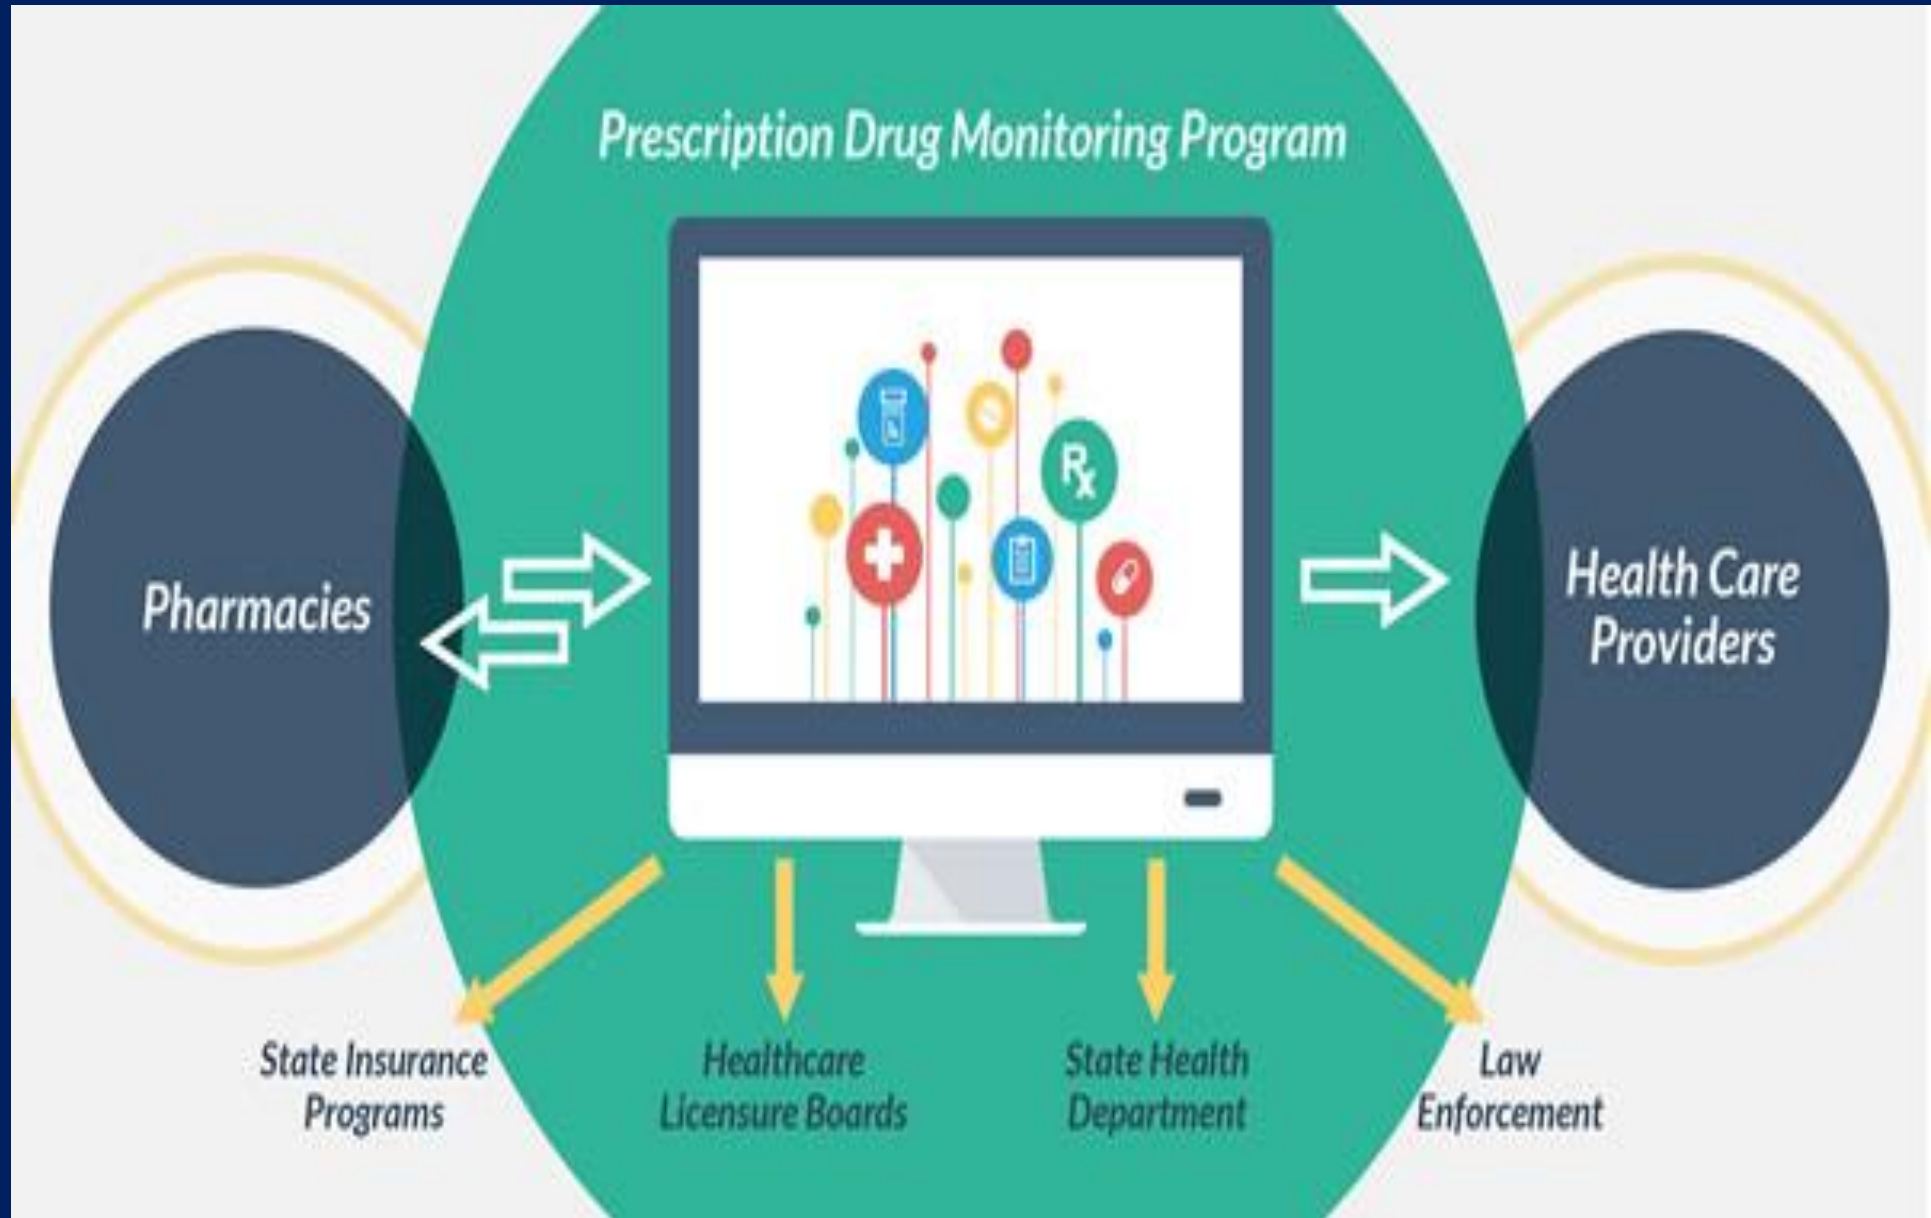 Prescription Drug Monitoring Program
Rx
Pharmacies
Health Care
Providers
State Insurance
Programs
Healthcare
Licensure Boards
State Health
Department
Law
Enforcement